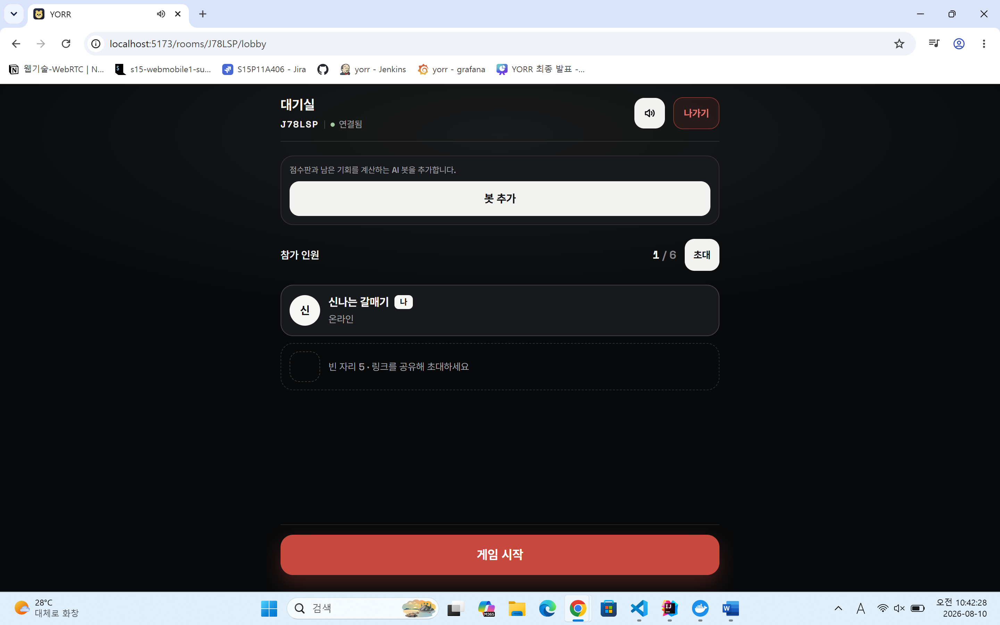 YORR
localhost:5173/rooms/J78LSP/lobby
웹기술-WebRTC | N...
s15-webmobile1-su...
S15P11A406 - Jira
yorr - Jenkins
yorr - grafana
YORR 최종 발표 -...
대기실
J78LSP
연결됨
나가기
점수판과 남은 기회를 계산하는 AI 봇을 추가합니다.
봇 추가
참가 인원
1 / 6
초대
신
신나는 갈매기
나
온라인
빈 자리 5 · 링크를 공유해 초대하세요
게임 시작
28°C
대체로 화창
검색
M365
A
오전 10:42:28
2026-08-10